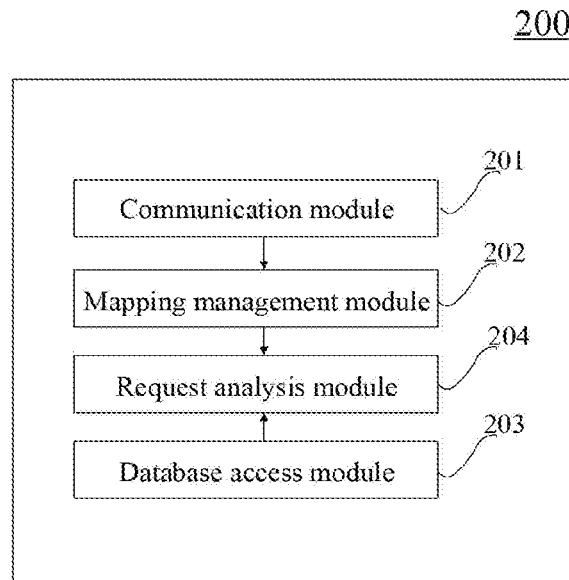 200
201
Communication module
202
Mapping management module
204
Request analysis module
203
Database access module